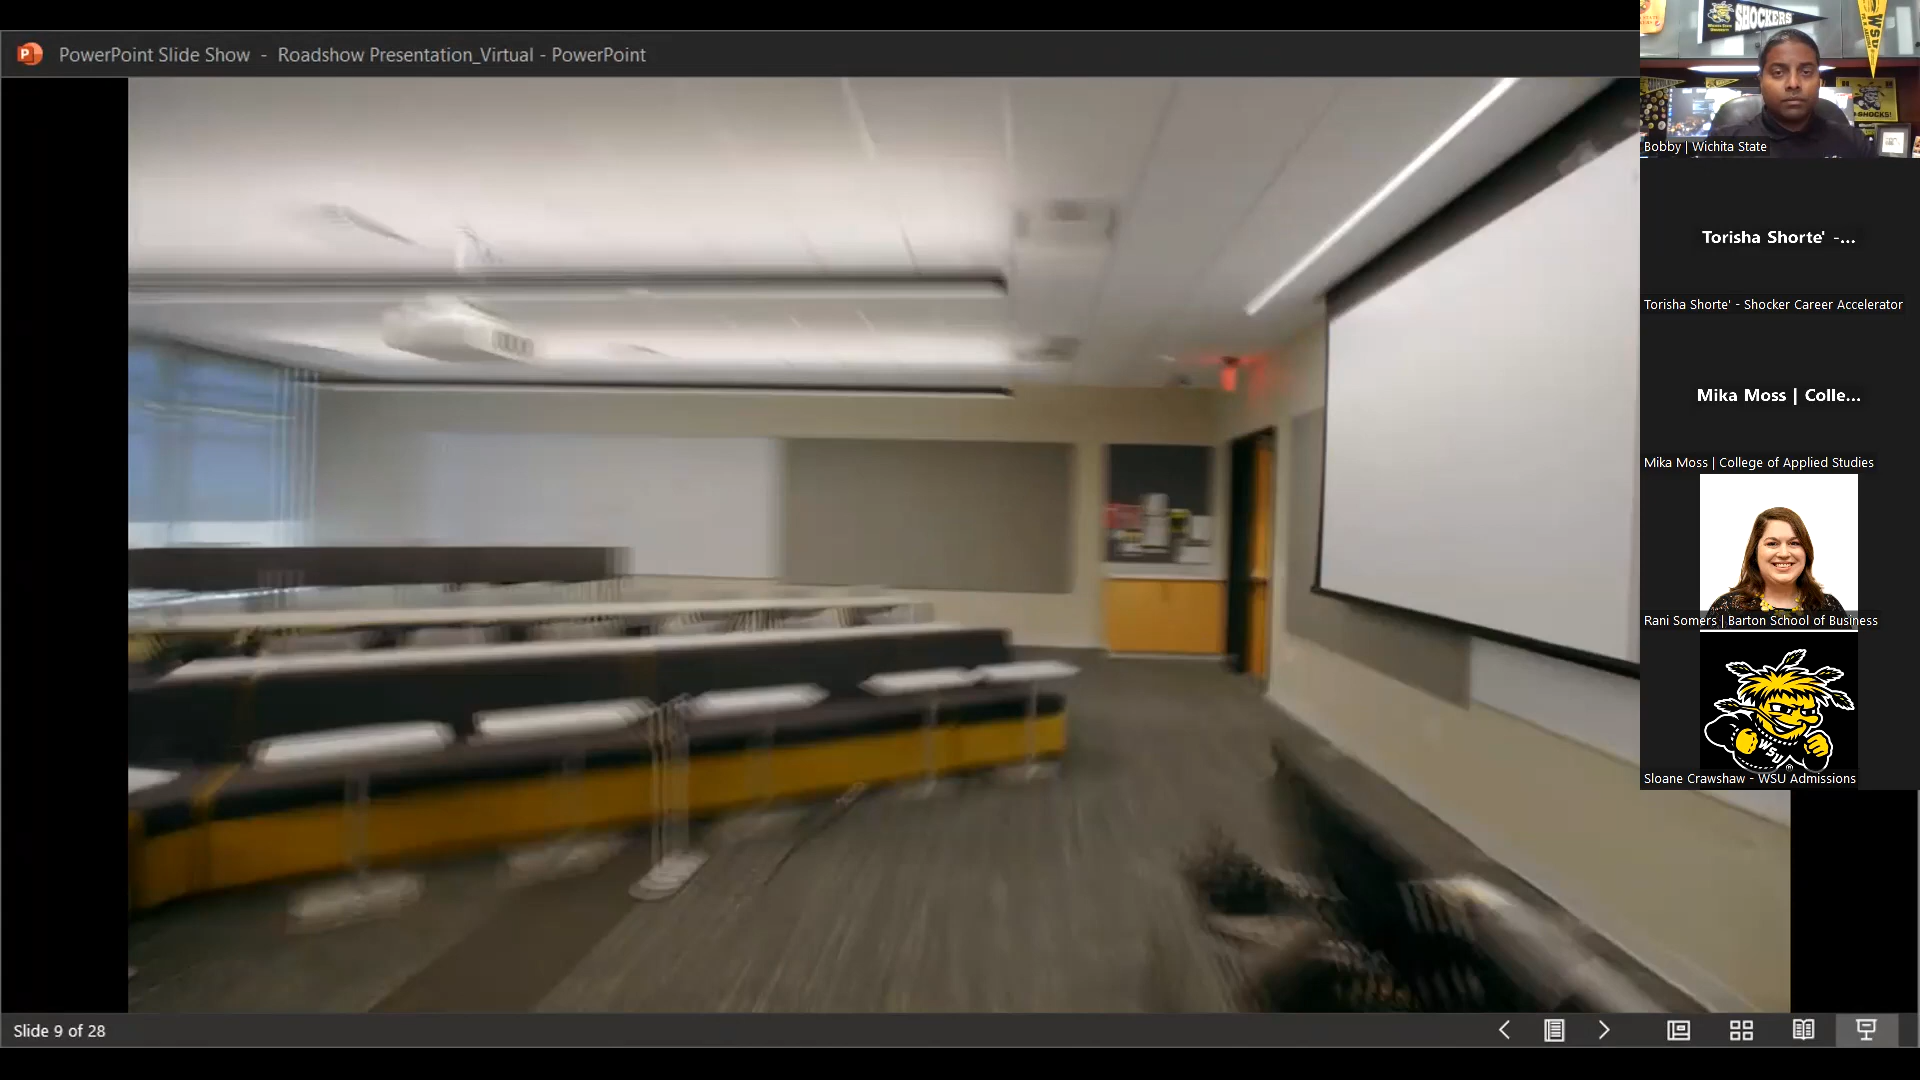 PowerPoint Slide Show - Roadshow Presentation_Virtual - PowerPoint
SHOCKERS
WSU
SHOCKS!
Bobby | Wichita State
Torisha Shorte' -...
Torisha Shorte' - Shocker Career Accelerator
Mika Moss | Colle...
Mika Moss | College of Applied Studies
Rani Somers | Barton School of Business
WSU
Sloane Crawshaw - WSU Admissions
Slide 9 of 28